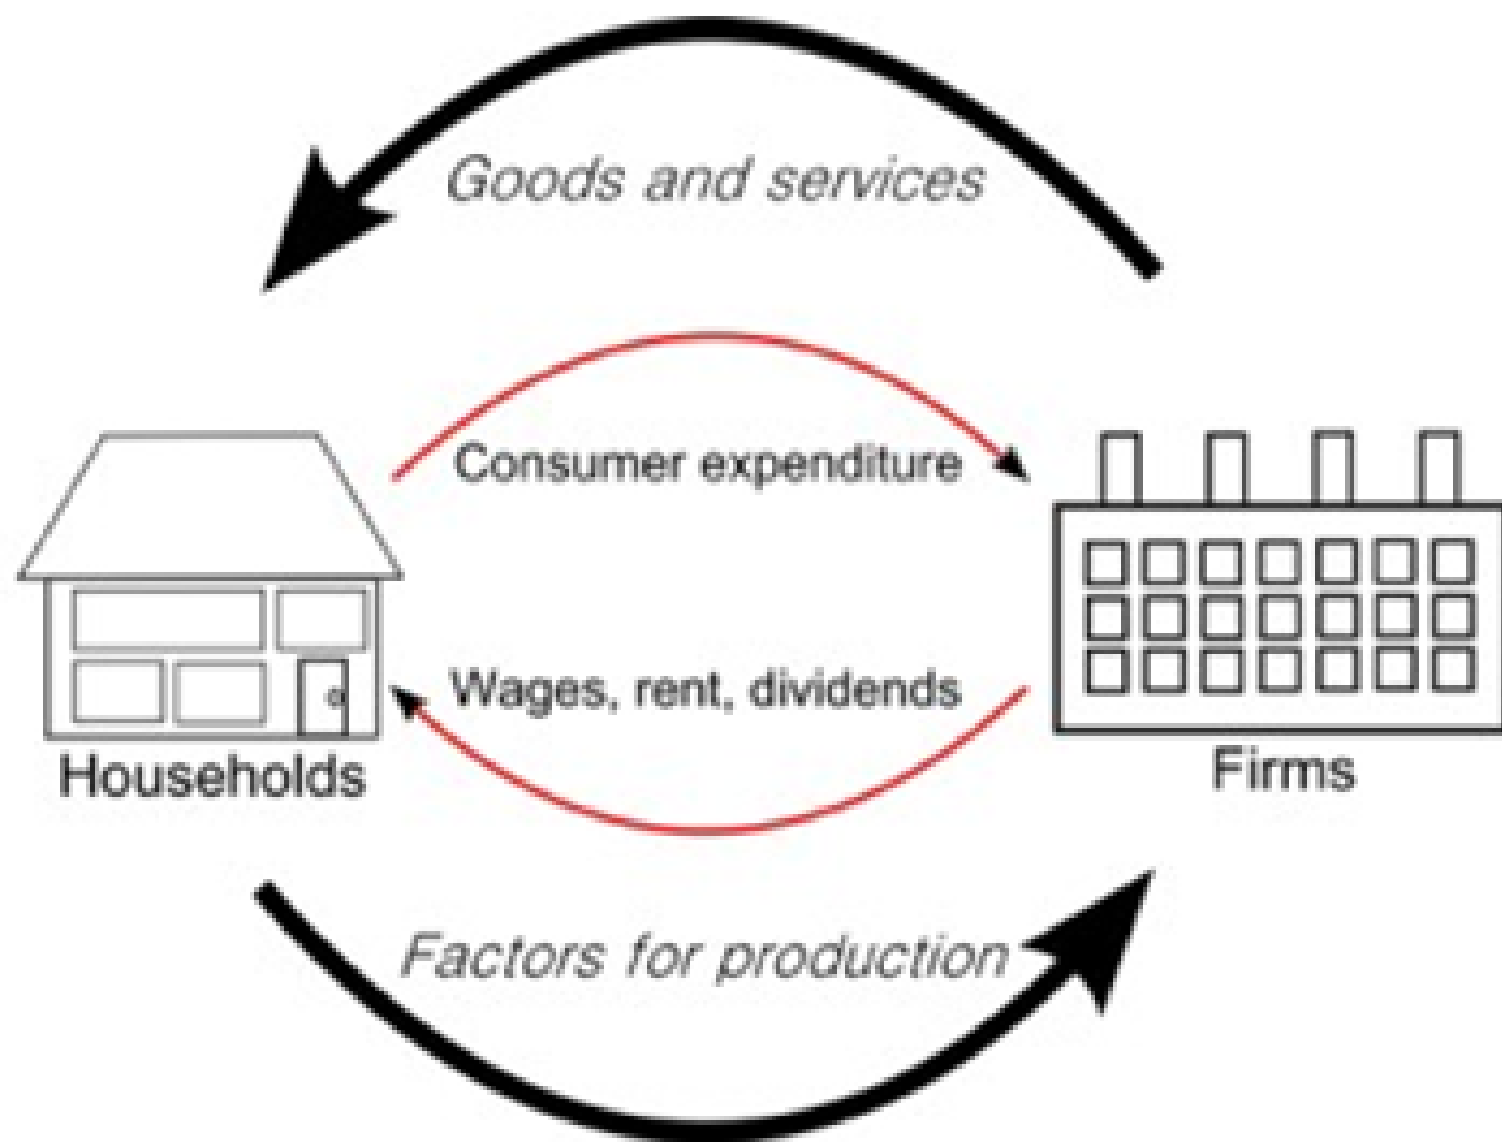 Goods and services
Consumer expenditure
Wages, rent, dividends
Households
Firms
Factors for production